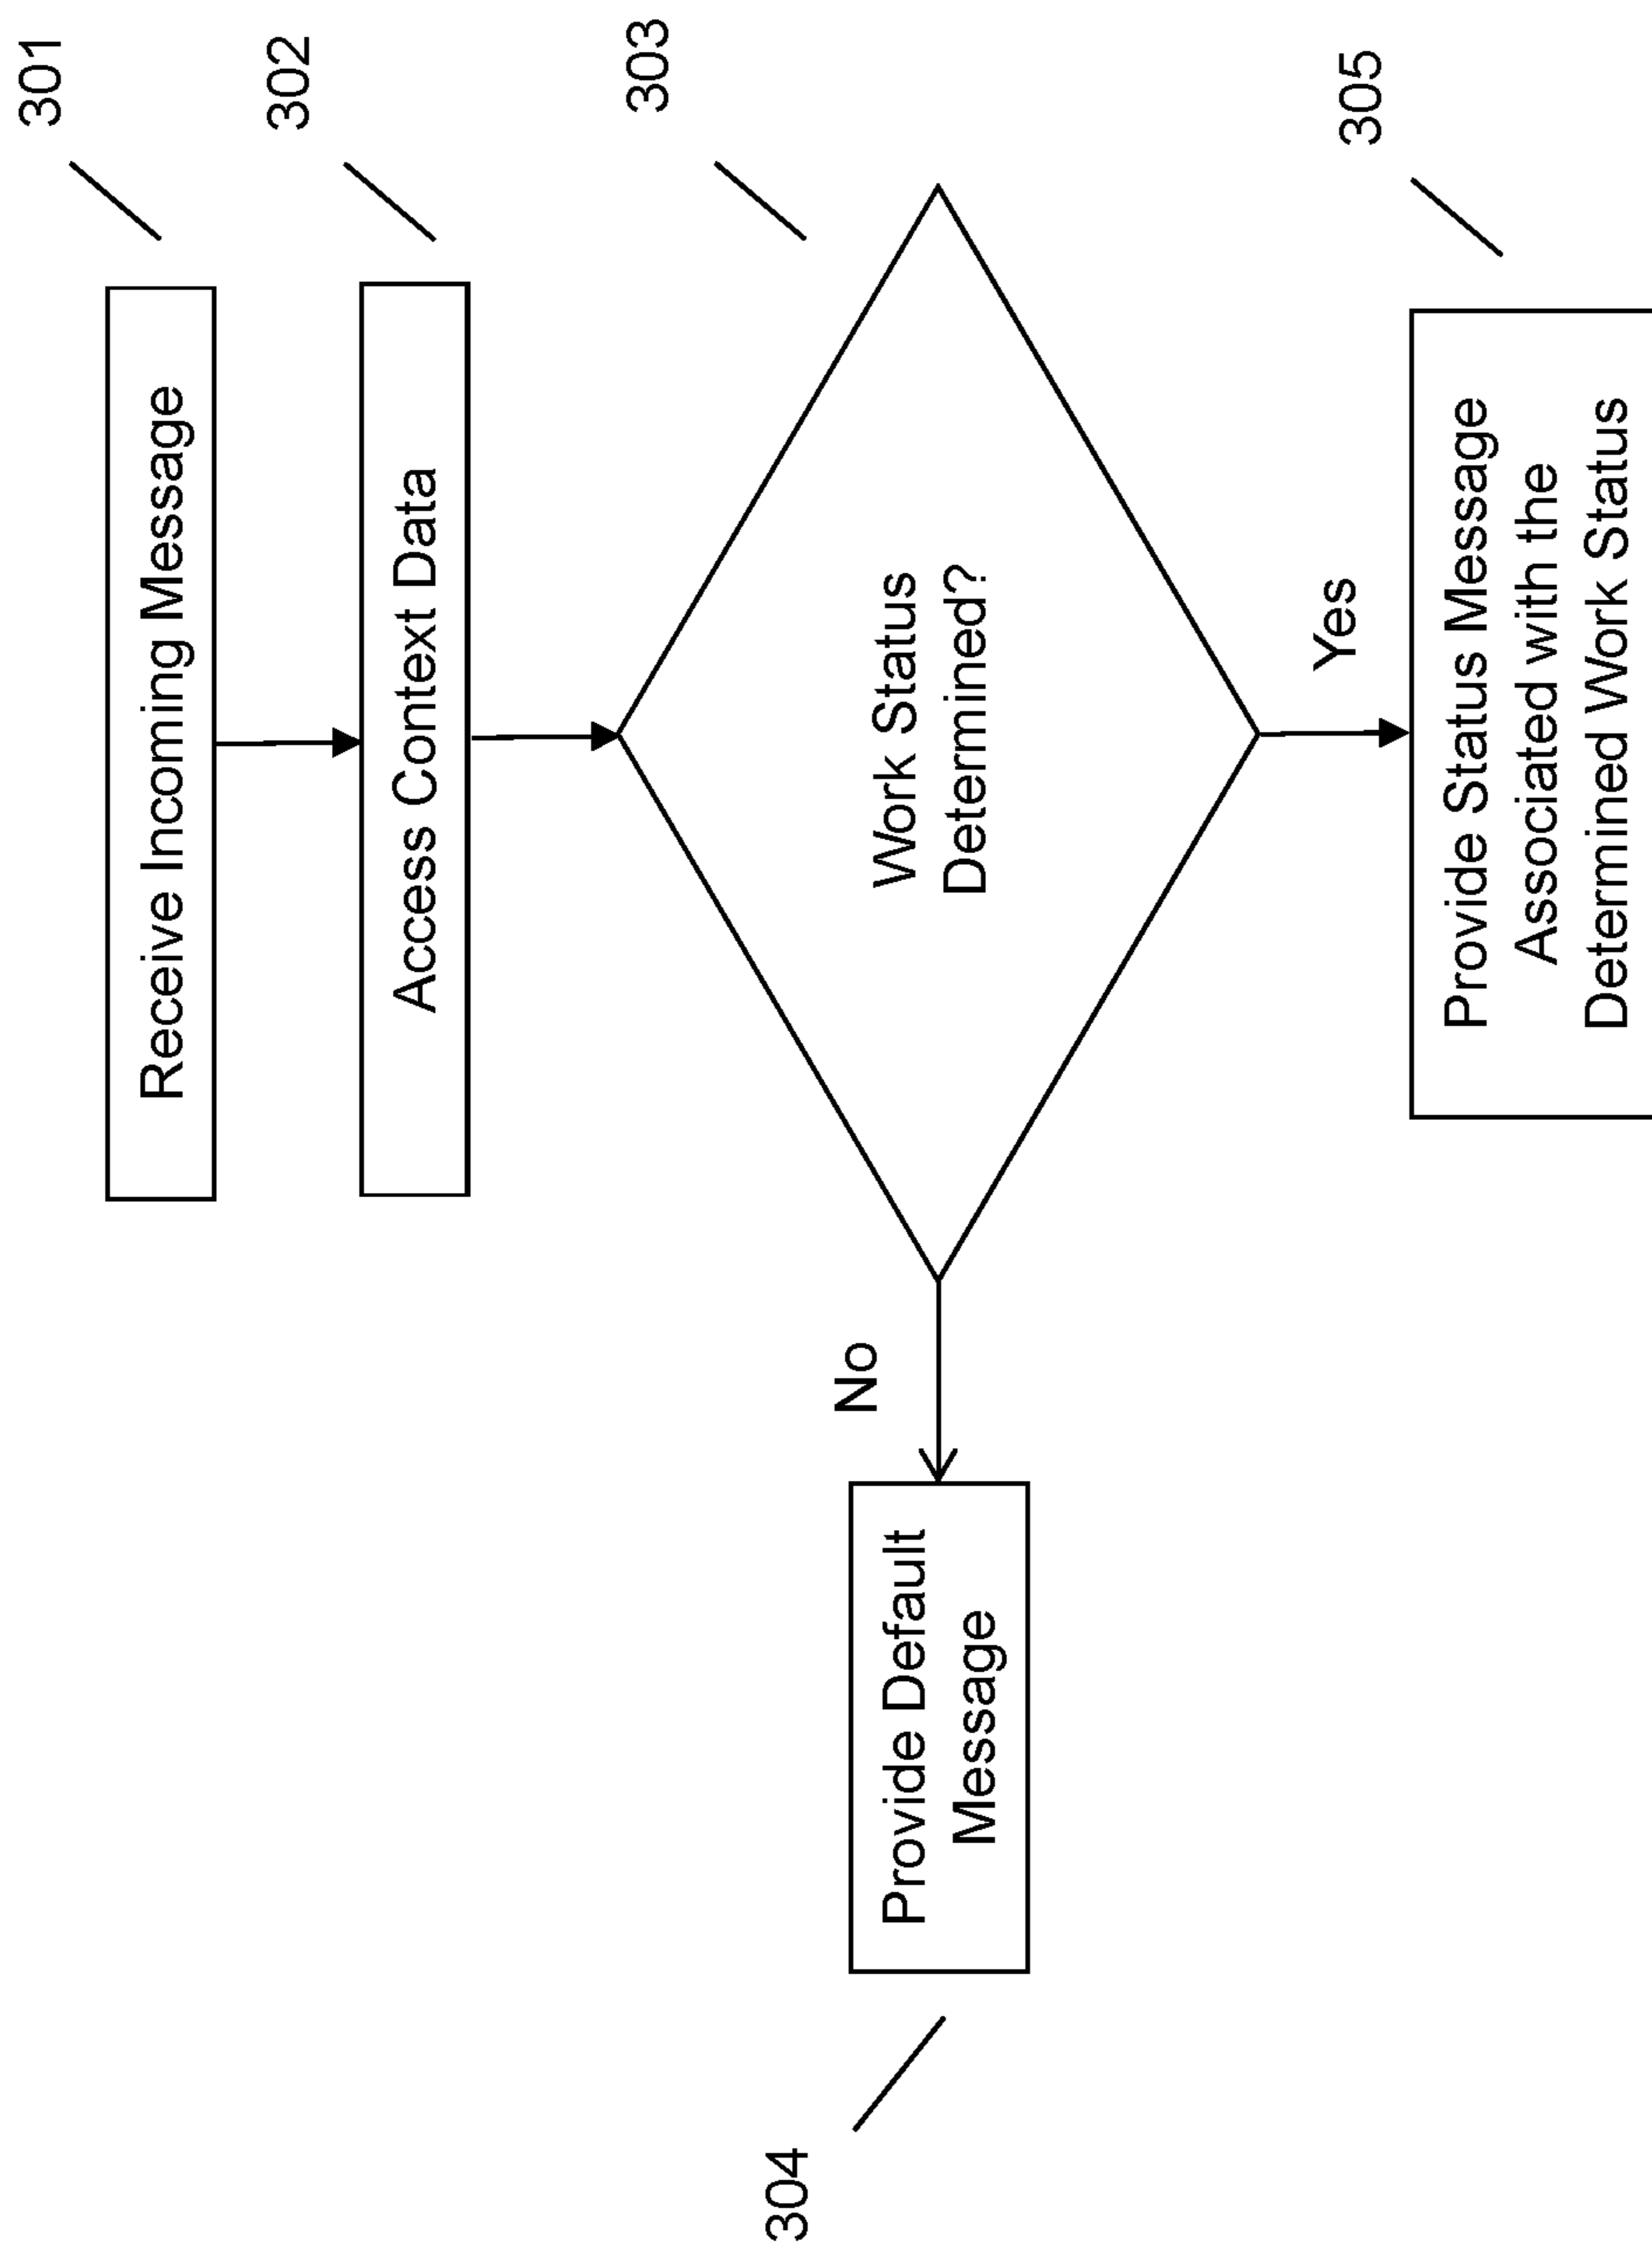 301
Receive Incoming Message
302
Access Context Data
303
Work Status
Determined?
No
Provide Default
Message
304
Yes
305
Provide Status Message
Associated with the
Determined Work Status